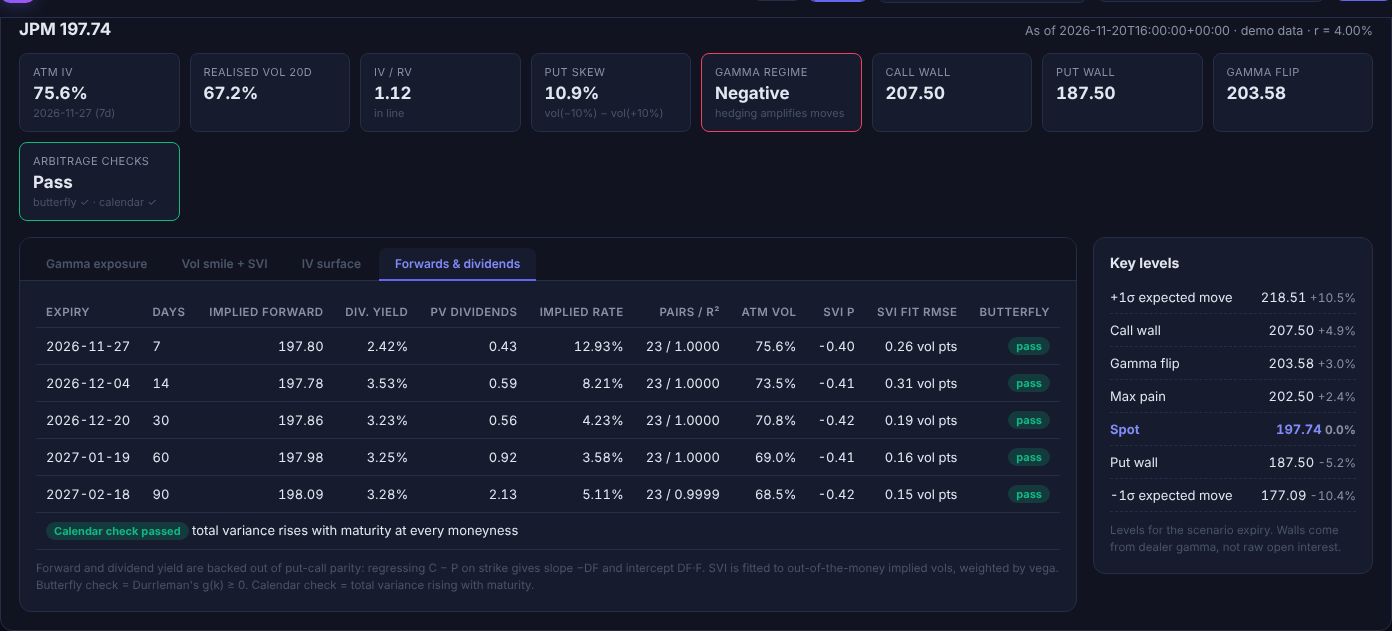 JPM 197.74
As of 2026-11-20T16:00:00+00:00 · demo data · r = 4.00%
ATM IV
75.6%
2026-11-27 (7d)
REALISED VOL 20D
67.2%
IV / RV
1.12
in line
PUT SKEW
10.9%
vol(−10%) − vol(+10%)
GAMMA REGIME
Negative
hedging amplifies moves
CALL WALL
207.50
PUT WALL
187.50
GAMMA FLIP
203.58
ARBITRAGE CHECKS
Pass
butterfly ✓ · calendar ✓
Gamma exposure Vol smile + SVI IV surface Forwards & dividends
EXPIRY DAYS IMPLIED FORWARD DIV. YIELD PV DIVIDENDS IMPLIED RATE PAIRS / R² ATM VOL SVI Ρ SVI FIT RMSE BUTTERFLY
2026-11-27 7 197.80 2.42% 0.43 12.93% 23 / 1.0000 75.6% -0.40 0.26 vol pts pass
2026-12-04 14 197.78 3.53% 0.59 8.21% 23 / 1.0000 73.5% -0.41 0.31 vol pts pass
2026-12-20 30 197.86 3.23% 0.56 4.23% 23 / 1.0000 70.8% -0.42 0.19 vol pts pass
2027-01-19 60 197.98 3.25% 0.92 3.58% 23 / 1.0000 69.0% -0.41 0.16 vol pts pass
2027-02-18 90 198.09 3.28% 2.13 5.11% 23 / 0.9999 68.5% -0.42 0.15 vol pts pass
Calendar check passed total variance rises with maturity at every moneyness
Forward and dividend yield are backed out of put-call parity: regressing C − P on strike gives slope −DF and intercept DF·F. SVI is fitted to out-of-the-money implied vols, weighted by vega.
Butterfly check = Durrleman's g(k) ≥ 0. Calendar check = total variance rising with maturity.
Key levels
+1σ expected move 218.51 +10.5%
Call wall 207.50 +4.9%
Gamma flip 203.58 +3.0%
Max pain 202.50 +2.4%
Spot 197.74 0.0%
Put wall 187.50 -5.2%
-1σ expected move 177.09 -10.4%
Levels for the scenario expiry. Walls come
from dealer gamma, not raw open interest.